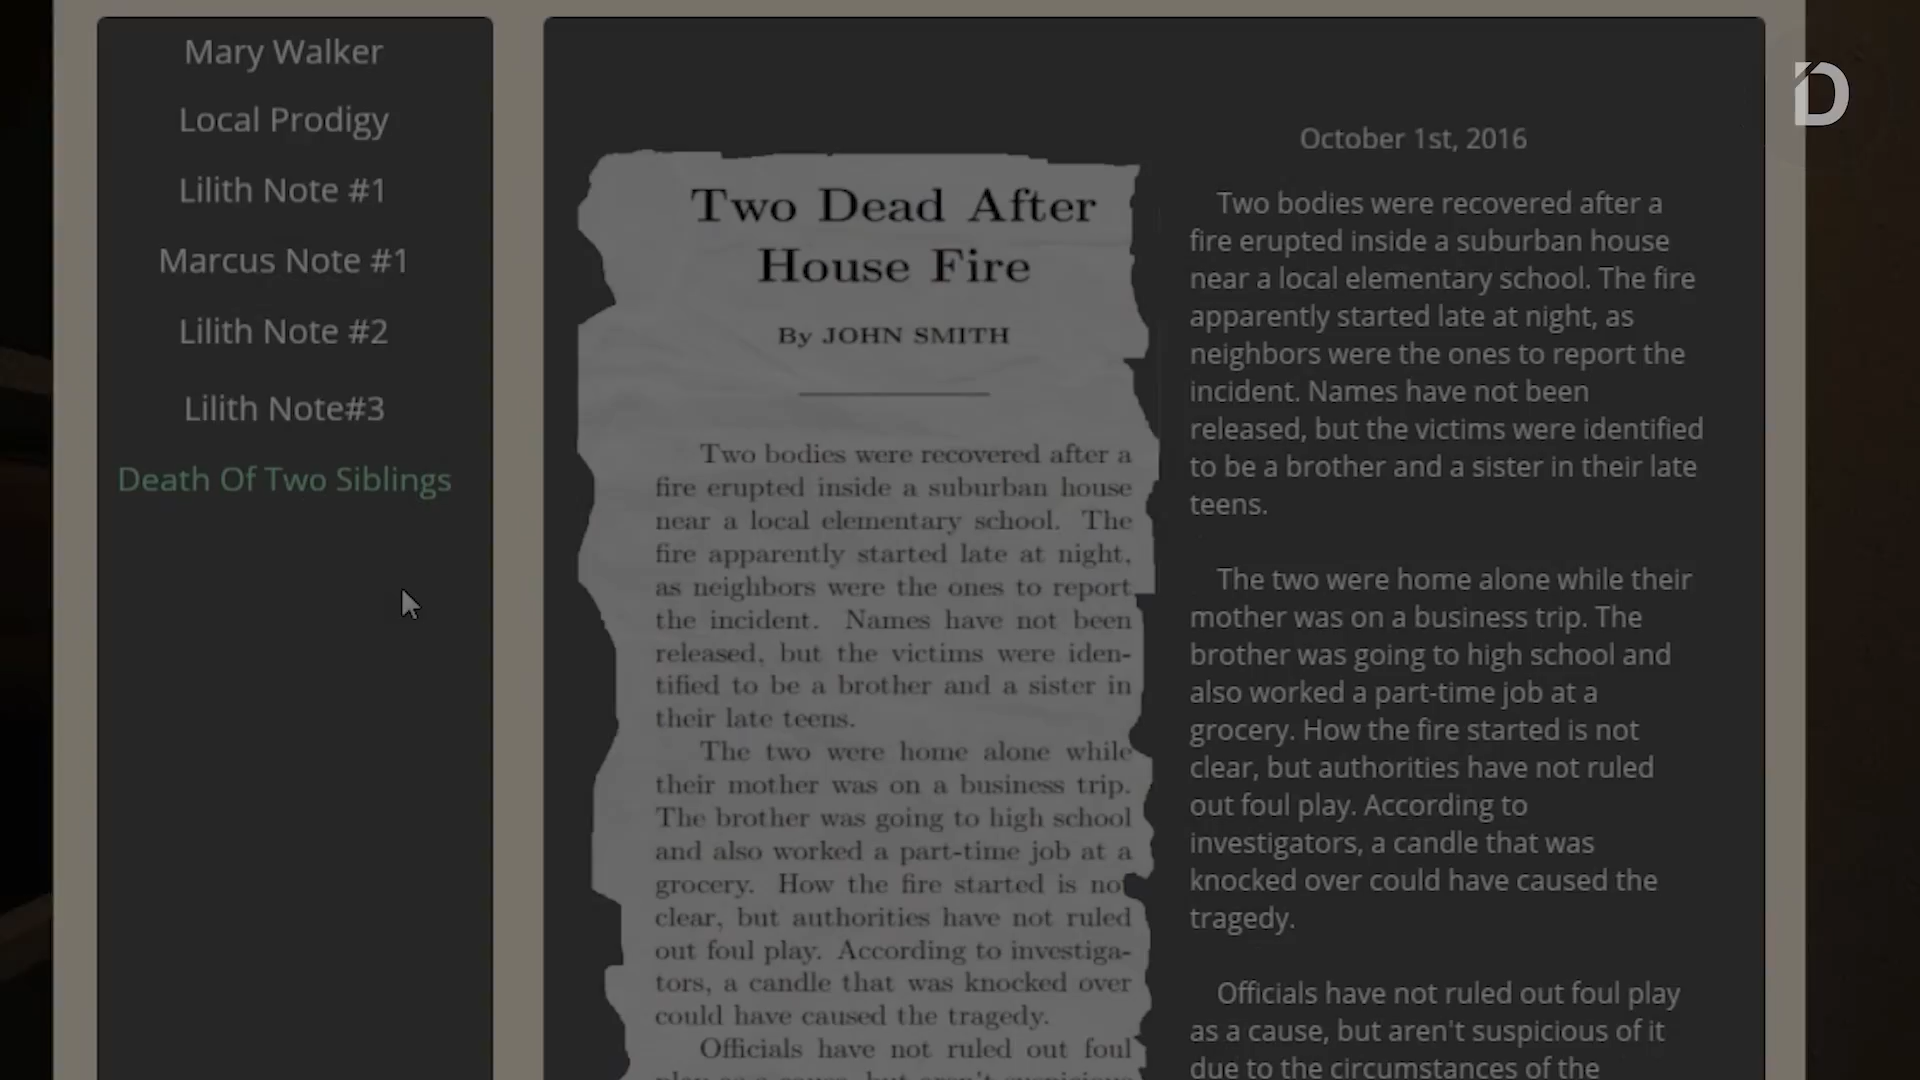 Mary Walker
Local Prodigy
Lilith Note #1
Marcus Note #1
Lilith Note #2
Lilith Note#3
Death Of Two Siblings
Two Dead After
House Fire
By JOHN SMITH
Two bodies were recovered after a
fire erupted inside a suburban house
near a local elementary school. The
fire apparently started late at night,
as neighbors were the ones to report
the incident. Names have not been
released, but the victims were iden-
tified to be a brother and a sister in
their late teens.
The two were home alone while
their mother was on a business trip.
The brother was going to high school
and also worked a part-time job at a
grocery. How the fire started is not
clear, but authorities have not ruled
out foul play. According to investiga-
tors, a candle that was knocked over
could have caused the tragedy.
Officials have not ruled out foul
October 1st, 2016
Two bodies were recovered after a
fire erupted inside a suburban house
near a local elementary school. The fire
apparently started late at night, as
neighbors were the ones to report the
incident. Names have not been
released, but the victims were identified
to be a brother and a sister in their late
teens.
The two were home alone while their
mother was on a business trip. The
brother was going to high school and
also worked a part-time job at a
grocery. How the fire started is not
clear, but authorities have not ruled
out foul play. According to
investigators, a candle that was
knocked over could have caused the
tragedy.
Officials have not ruled out foul play
as a cause, but aren't suspicious of it
due to the circumstances of the
D